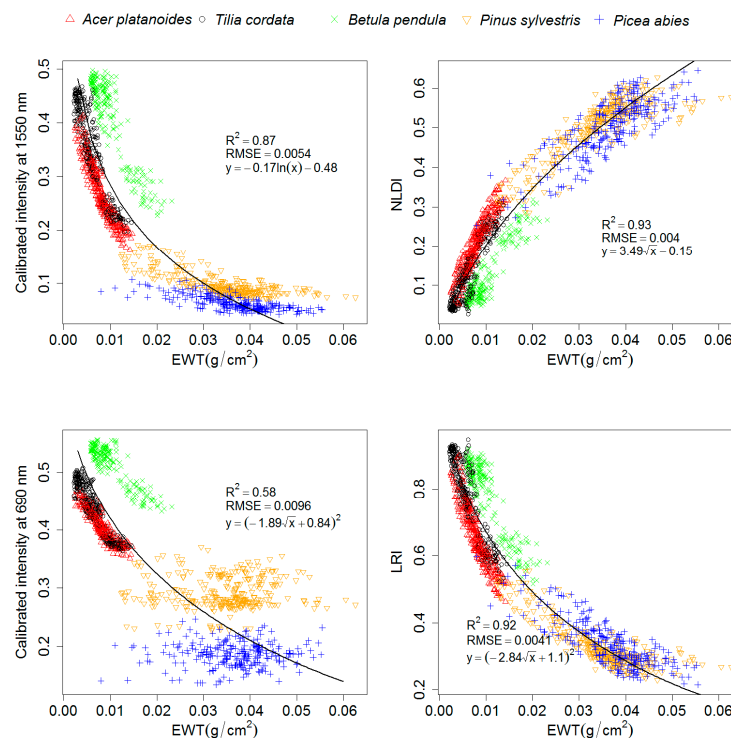 Acer platanoides Tilia cordata Betula pendula Pinus sylvestris Picea abies
Calibrated intensity at 1550 nm
0.5
0.4
0.3
0.2
0.1
R² = 0.87
RMSE = 0.0054
y = −0.17ln(x) − 0.48
0.00 0.01 0.02 0.03 0.04 0.05 0.06
EWT(g/cm²)
NLDI
0.6
0.5
0.4
0.3
0.2
0.1
R² = 0.93
RMSE = 0.004
y = 3.49√x − 0.15
0.00 0.01 0.02 0.03 0.04 0.05 0.06
EWT(g/cm²)
Calibrated intensity at 690 nm
0.5
0.4
0.3
0.2
R² = 0.58
RMSE = 0.0096
y = (−1.89√x + 0.84)²
0.00 0.01 0.02 0.03 0.04 0.05 0.06
EWT(g/cm²)
LRI
0.8
0.6
0.4
0.2
R² = 0.92
RMSE = 0.0041
y = (−2.84√x + 1.1)²
0.00 0.01 0.02 0.03 0.04 0.05 0.06
EWT(g/cm²)